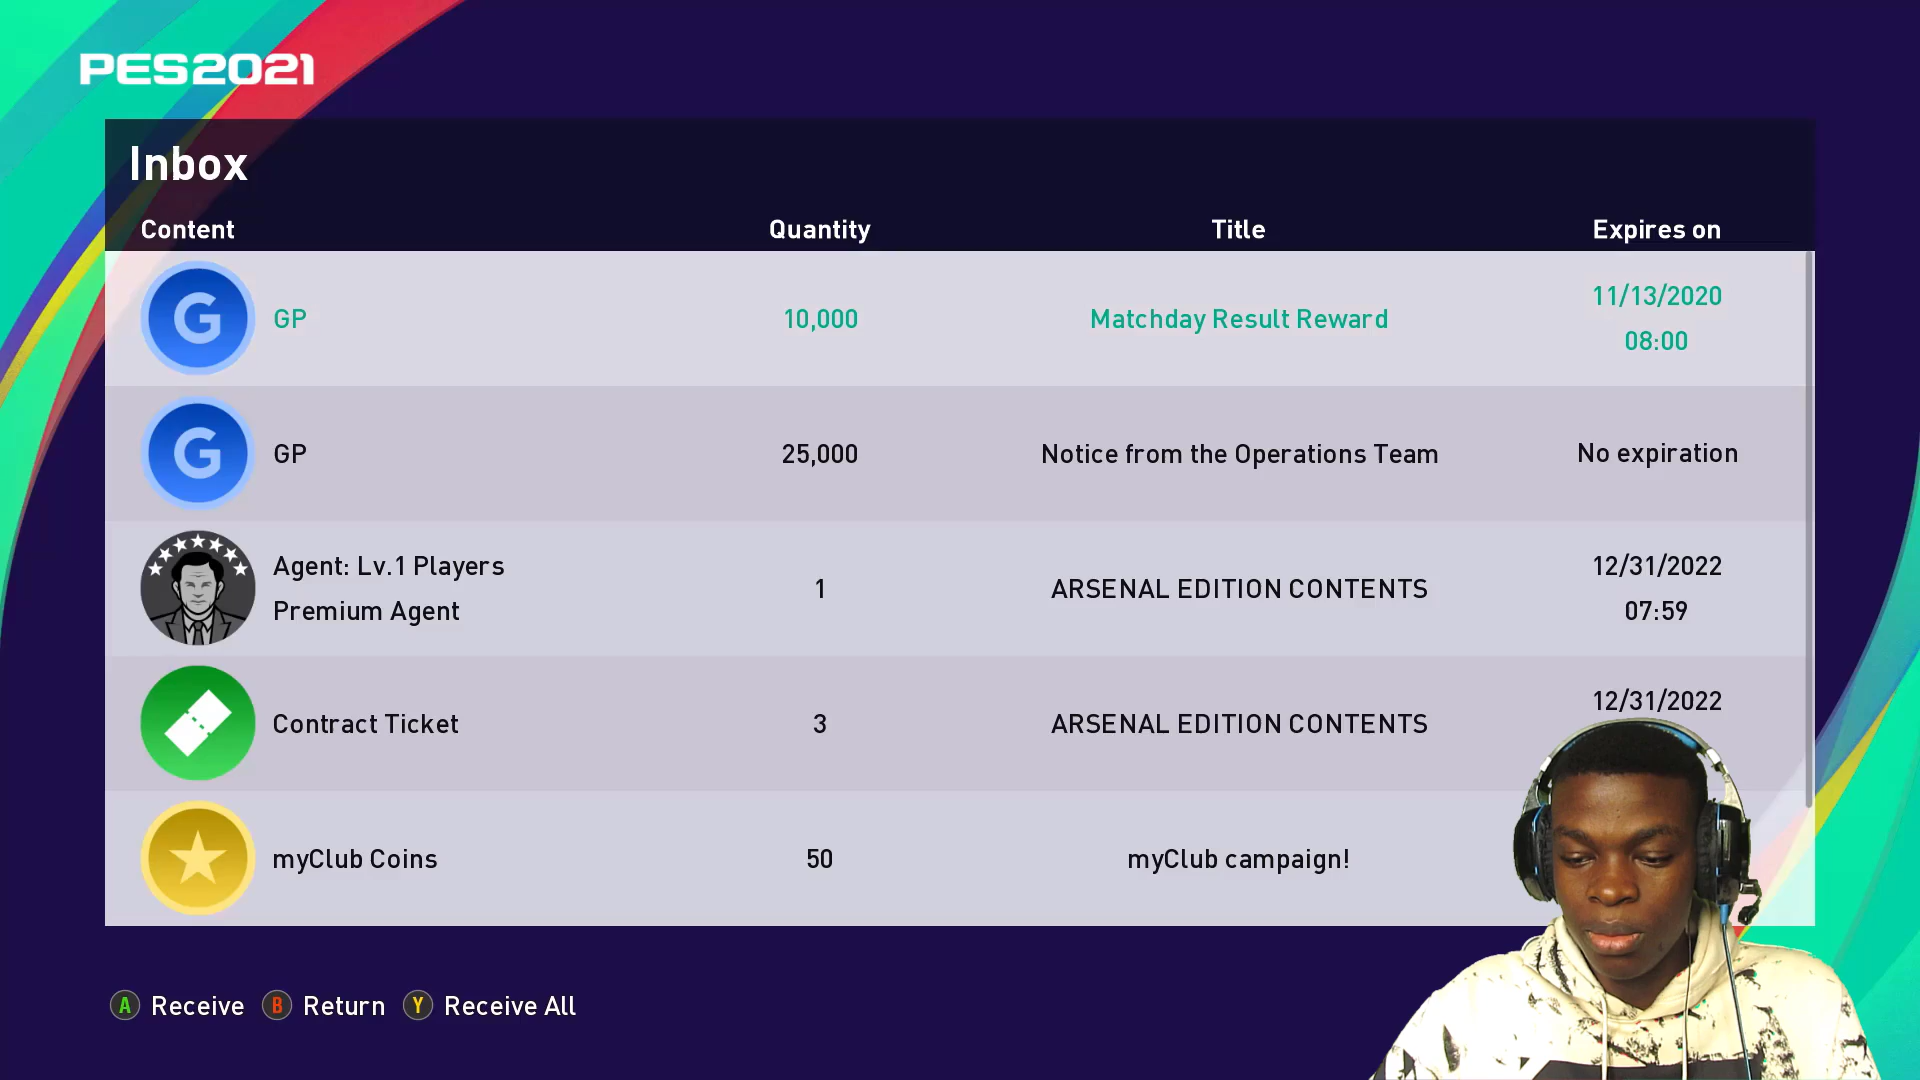 PES2021
Inbox
Content Quantity Title Expires on
GP 10,000 Matchday Result Reward 11/13/2020
08:00
GP 25,000 Notice from the Operations Team No expiration
Agent: Lv.1 Players
Premium Agent 1 ARSENAL EDITION CONTENTS 12/31/2022
07:59
Contract Ticket 3 ARSENAL EDITION CONTENTS 12/31/2022
myClub Coins 50 myClub campaign!
A Receive B Return Y Receive All